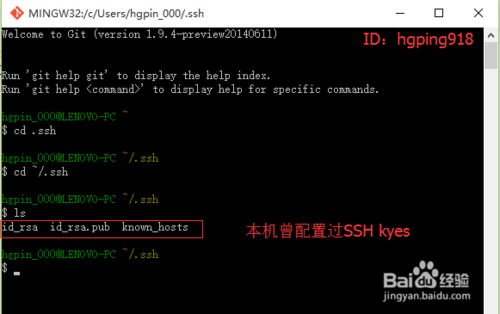 MINGW32:/c/Users/hgpin_000/.ssh
Welcome to Git (version 1.9.4-preview20140611)
ID：hgping918
Run 'git help git' to display the help index.
Run 'git help <command>' to display help for specific commands.
hgpin_000@LENOVO-PC ~
$ cd .ssh
hgpin_000@LENOVO-PC ~/.ssh
$ cd ~/.ssh
hgpin_000@LENOVO-PC ~/.ssh
$ ls
id_rsa id_rsa.pub known_hosts
本机曾配置过SSH kyes
hgpin_000@LENOVO-PC ~/.ssh
$
Baidu经验
jingyan.baidu.com